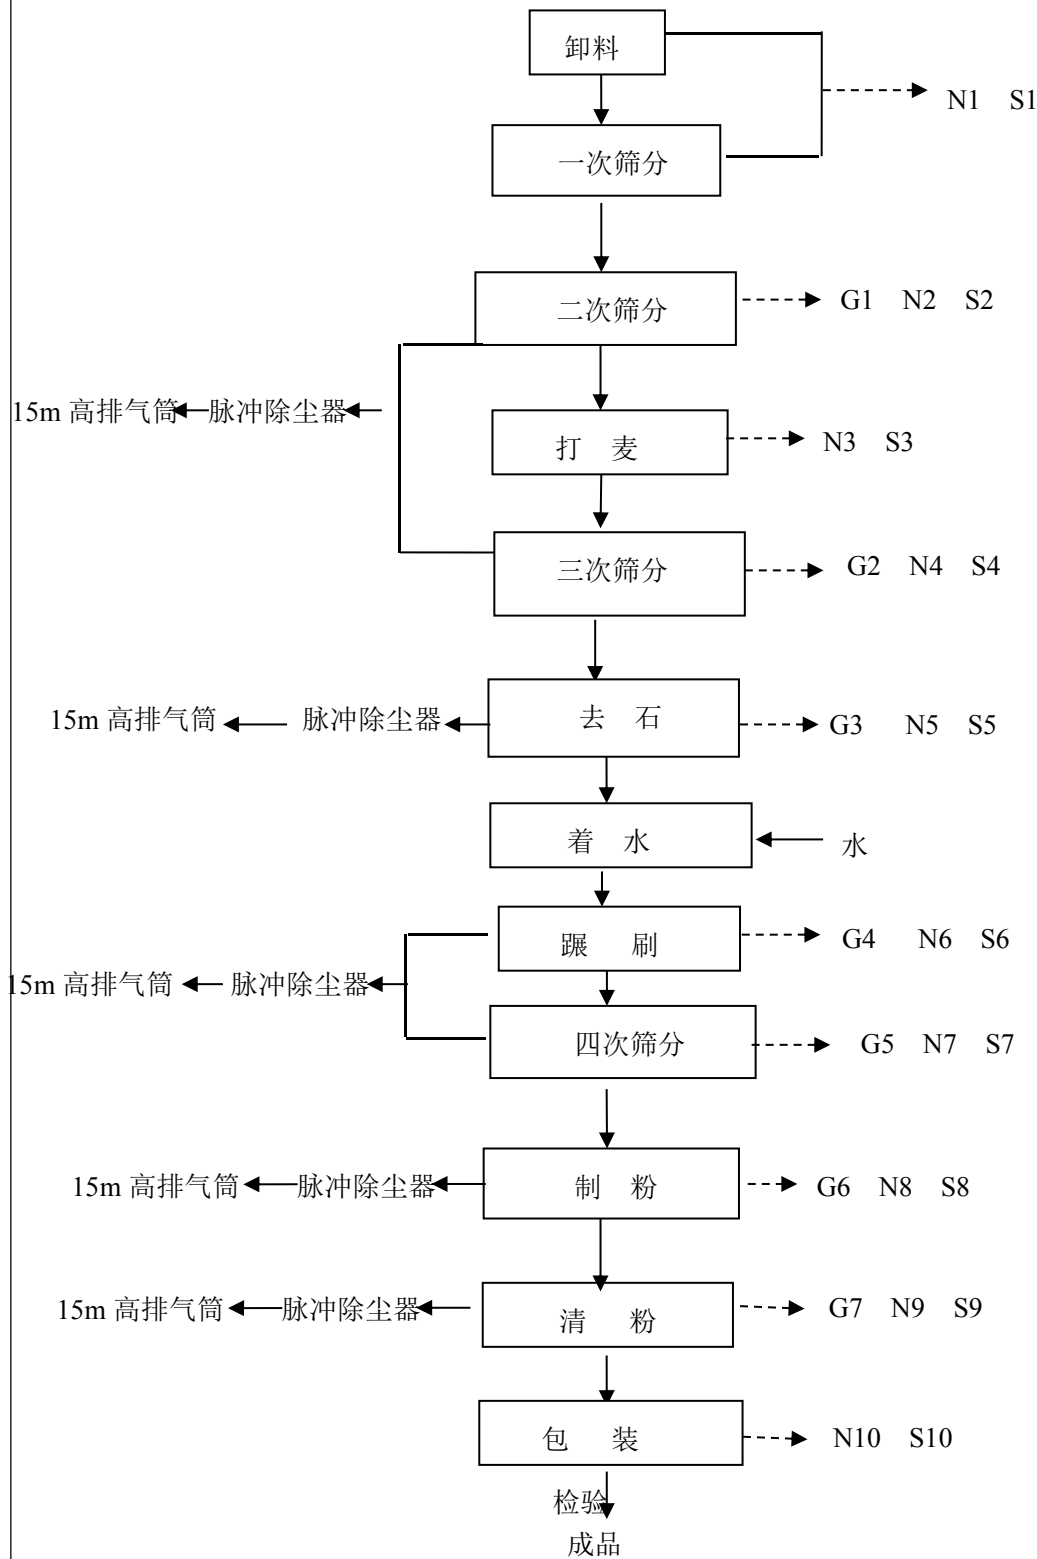 卸料
N1 S1
一次筛分
二次筛分
G1 N2 S2
15m 高排气筒
脉冲除尘器
打 麦
N3 S3
三次筛分
G2 N4 S4
15m 高排气筒
脉冲除尘器
去 石
G3 N5 S5
着 水
水
蹍 刷
G4 N6 S6
15m 高排气筒
脉冲除尘器
四次筛分
G5 N7 S7
15m 高排气筒
脉冲除尘器
制 粉
G6 N8 S8
15m 高排气筒
脉冲除尘器
清 粉
G7 N9 S9
包 装
N10 S10
检验
成品